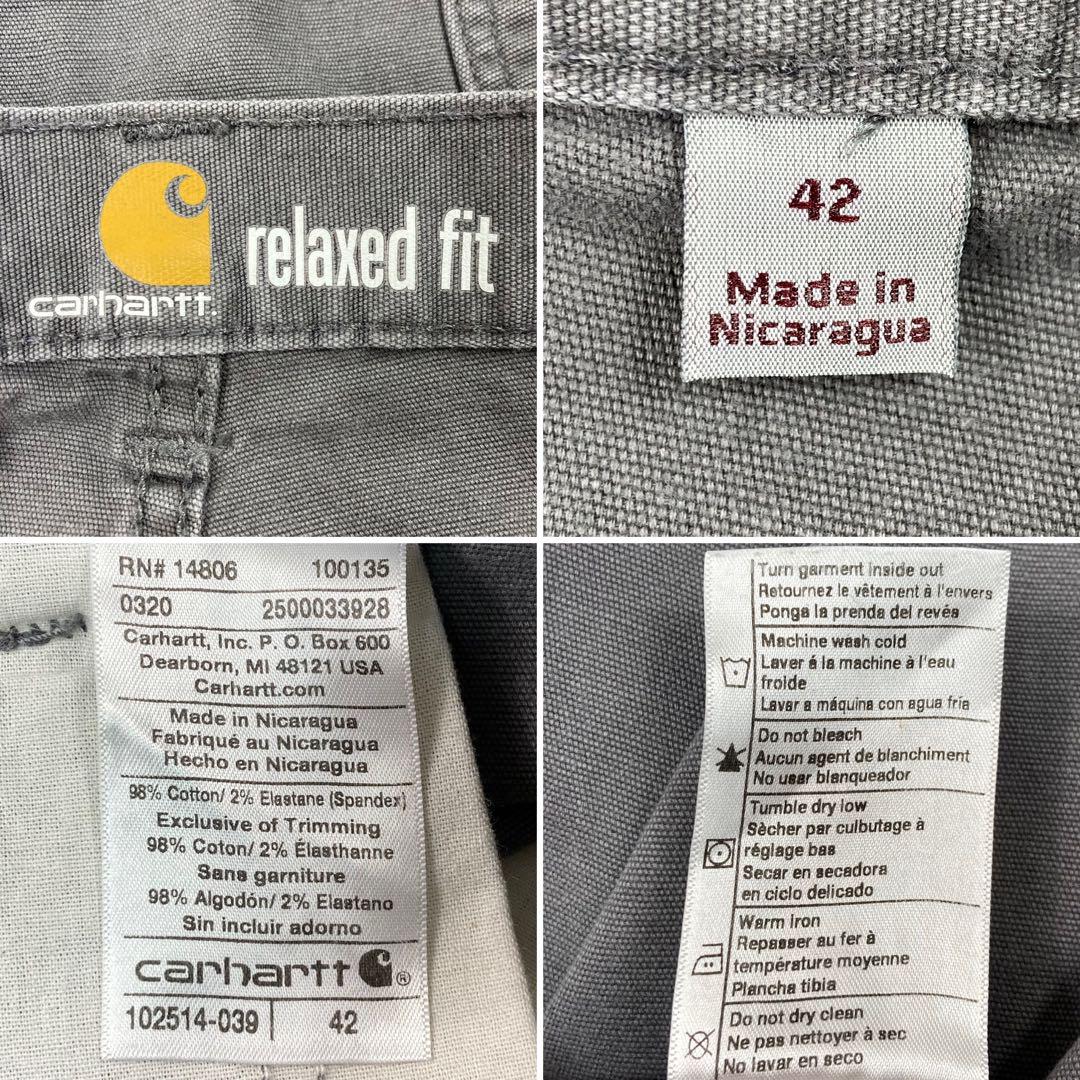 carhartt.
relaxed fit
42
Made in
Nicaragua
RN# 14806 100135
0320 2500033928
Carhartt, Inc. P. O. Box 600
Dearborn, MI 48121 USA
Carhartt.com
Made in Nicaragua
Fabriqué au Nicaragua
Hecho en Nicaragua
98% Cotton/ 2% Elastane (Spandex)
Exclusive of Trimming
98% Coton/ 2% Élasthanne
Sans garniture
98% Algodón/ 2% Elastano
Sin incluir adorno
carhartt ®
102514-039 42
Turn garment inside out
Retournez le vêtement à l'envers
Ponga la prenda del revéa
Machine wash cold
Laver á la machine à l'eau
froide
Lavar a máquina con agua fria
Do not bleach
Aucun agent de blanchiment
No usar blanqueador
Tumble dry low
Sècher par culbutage à
réglage bas
Secar en secadora
en ciclo delicado
Warm iron
Repasser au fer à
température moyenne
Plancha tibia
Do not dry clean
Ne pas nettoyer à sec
No lavar en seco